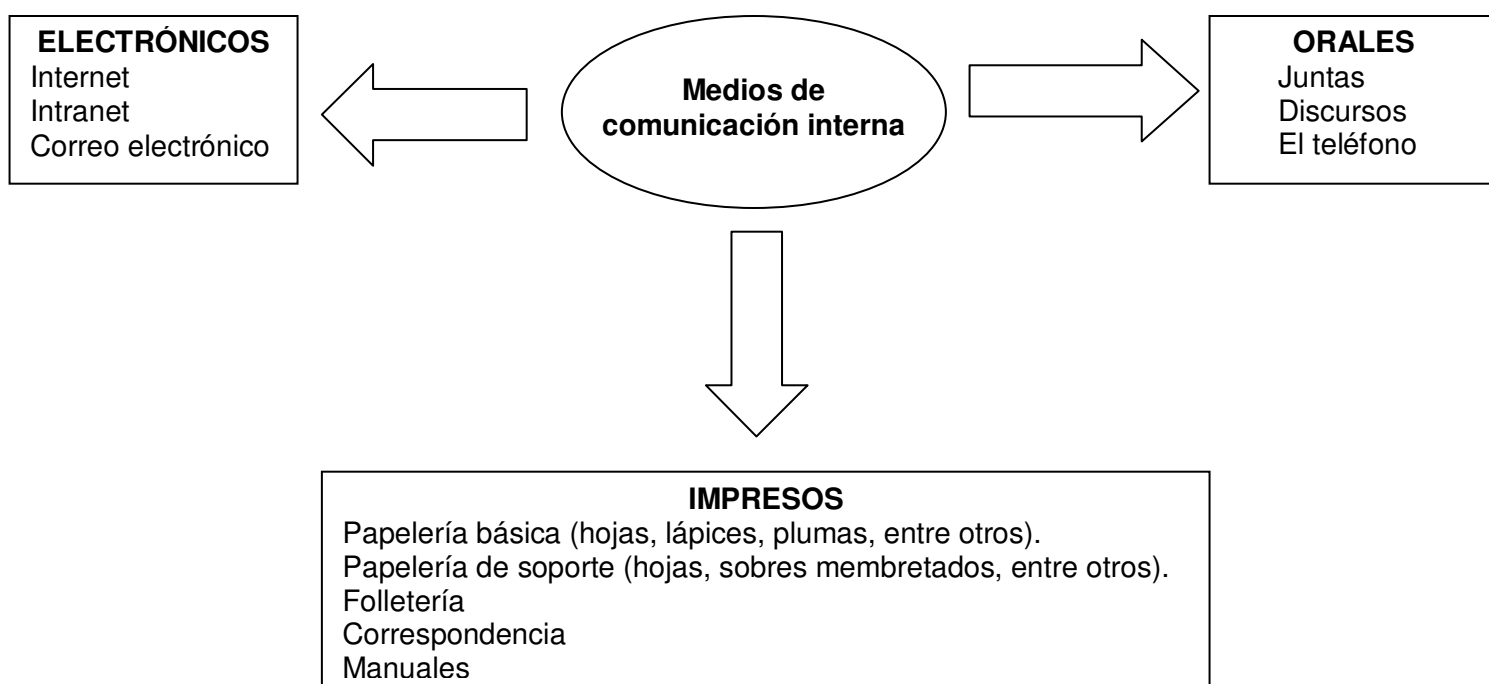 ELECTRÓNICOS
Internet
Intranet
Correo electrónico
Medios de
comunicación interna
ORALES
Juntas
Discursos
El teléfono
IMPRESOS
Papelería básica (hojas, lápices, plumas, entre otros).
Papelería de soporte (hojas, sobres membretados, entre otros).
Folletería
Correspondencia
Manuales